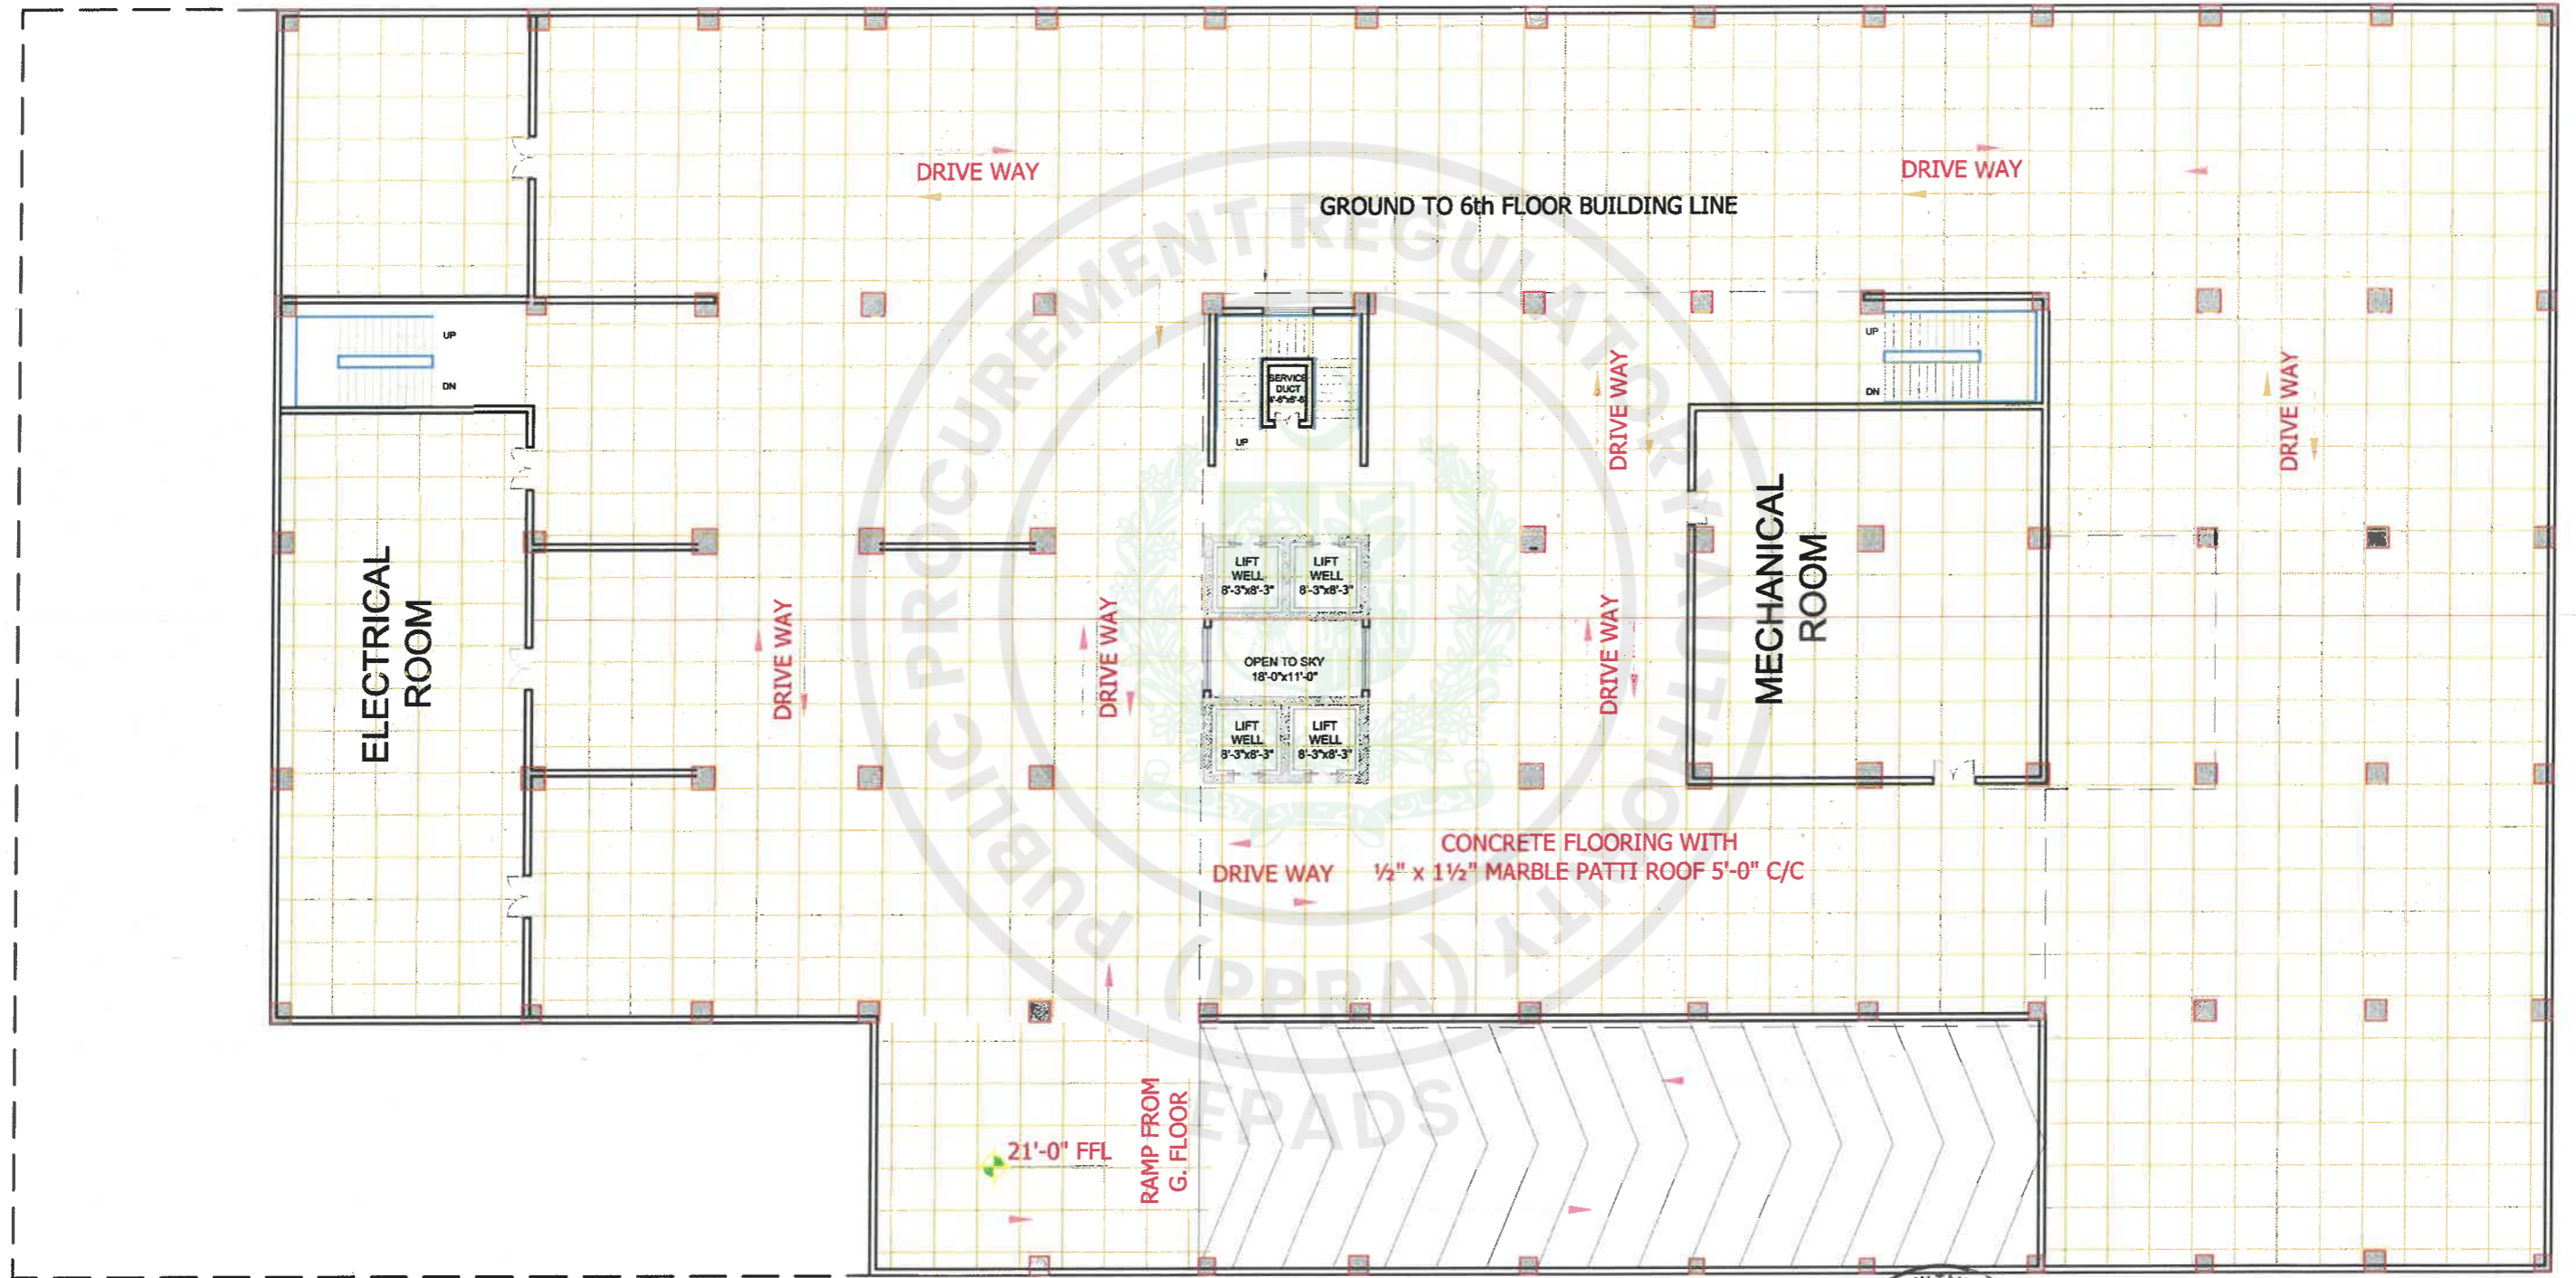 DRIVE WAY
DRIVE WAY
GROUND TO 6th FLOOR BUILDING LINE
UP
DN
SERVICE
DUCT
UP
UP
DN
DRIVE WAY
DRIVE WAY
ELECTRICAL
ROOM
DRIVE WAY
DRIVE WAY
LIFT
WELL
8'-3"x8'-3"
LIFT
WELL
8'-3"x8'-3"
OPEN TO SKY
18'-0"x11'-0"
LIFT
WELL
8'-3"x8'-3"
LIFT
WELL
8'-3"x8'-3"
DRIVE WAY
MECHANICAL
ROOM
CONCRETE FLOORING WITH
DRIVE WAY
½" x 1½" MARBLE PATTI ROOF 5'-0" C/C
21'-0" FFL
RAMP FROM
G. FLOOR
PUBLIC PROCUREMENT REGULATORY AUTHORITY
(PPRA)
EPADS